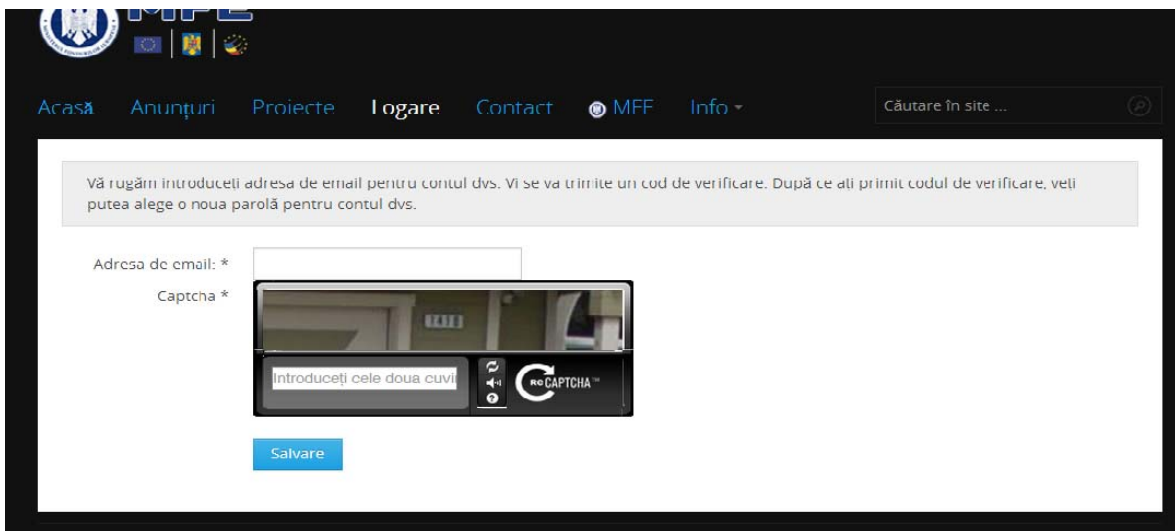 Acasă Anunțuri Proiecte Logare Contact MFE Info
Căutare în site ...
Vă rugăm introduceți adresa de email pentru contul dvs. Vi se va trimite un cod de verificare. După ce ați primit codul de verificare, veți
putea alege o noua parolă pentru contul dvs.
Adresa de email: *
Captcha *
Introduceți cele doua cuvi
reCAPTCHA™
Salvare